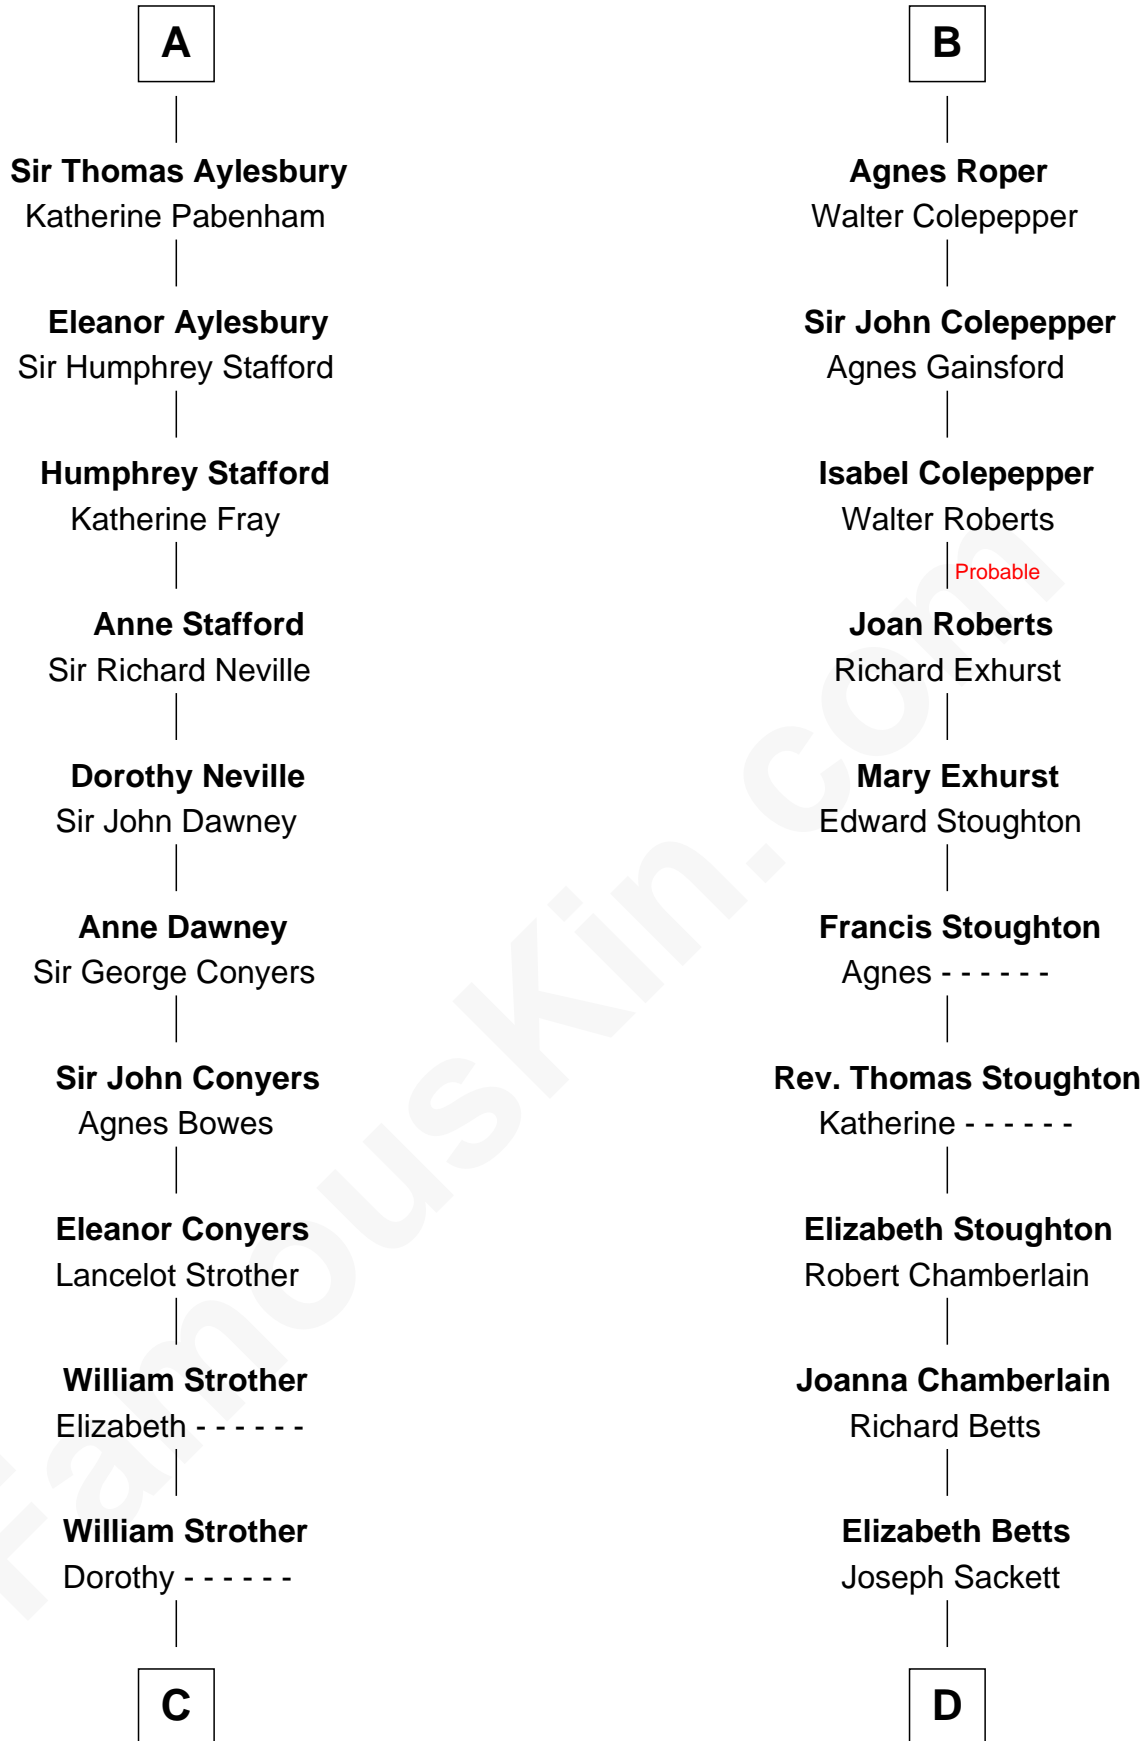 A
Sir Thomas Aylesbury
Katherine Pabenham
Eleanor Aylesbury
Sir Humphrey Stafford
Humphrey Stafford
Katherine Fray
Anne Stafford
Sir Richard Neville
Dorothy Neville
Sir John Dawney
Anne Dawney
Sir George Conyers
Sir John Conyers
Agnes Bowes
Eleanor Conyers
Lancelot Strother
William Strother
Elizabeth - - - - - -
William Strother
Dorothy - - - - - -
C
B
Agnes Roper
Walter Colepepper
Sir John Colepepper
Agnes Gainsford
Isabel Colepepper
Walter Roberts
Probable
Joan Roberts
Richard Exhurst
Mary Exhurst
Edward Stoughton
Francis Stoughton
Agnes - - - - - -
Rev. Thomas Stoughton
Katherine - - - - - -
Elizabeth Stoughton
Robert Chamberlain
Joanna Chamberlain
Richard Betts
Elizabeth Betts
Joseph Sackett
D
FamousKin.com